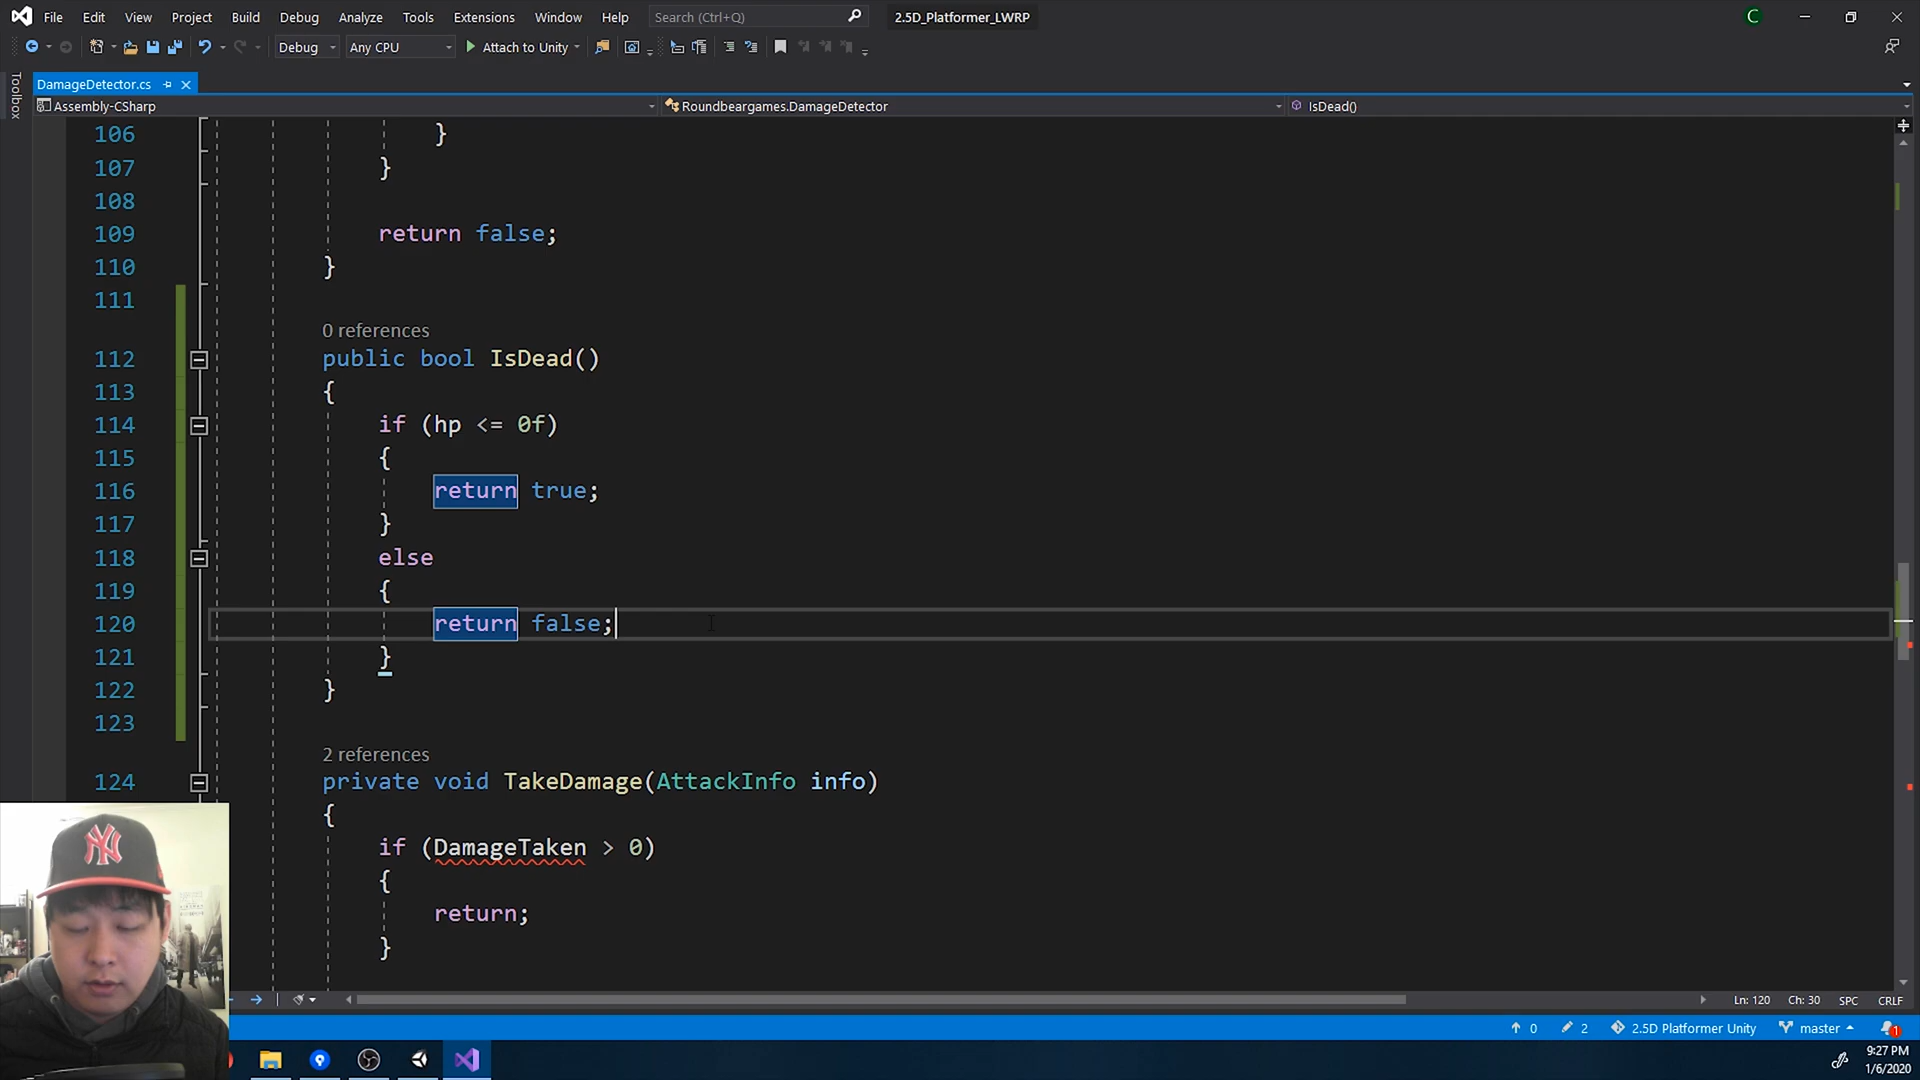 File Edit View Project Build Debug Analyze Tools Extensions Window Help Search (Ctrl+Q) 2.5D_Platformer_LWRP C
Debug Any CPU Attach to Unity
Toolbox
DamageDetector.cs
Assembly-CSharp Roundbeargames.DamageDetector IsDead()
106 }
107 }
108
109 return false;
110 }
111
0 references
112 public bool IsDead()
113 {
114 if (hp <= 0f)
115 {
116 return true;
117 }
118 else
119 {
120 return false;
121 }
122 }
123
2 references
124 private void TakeDamage(AttackInfo info)
{
if (DamageTaken > 0)
{
return;
}
Ln: 120 Ch: 30 SPC CRLF
0 2 2.5D Platformer Unity master 1
9:27 PM
1/6/2020